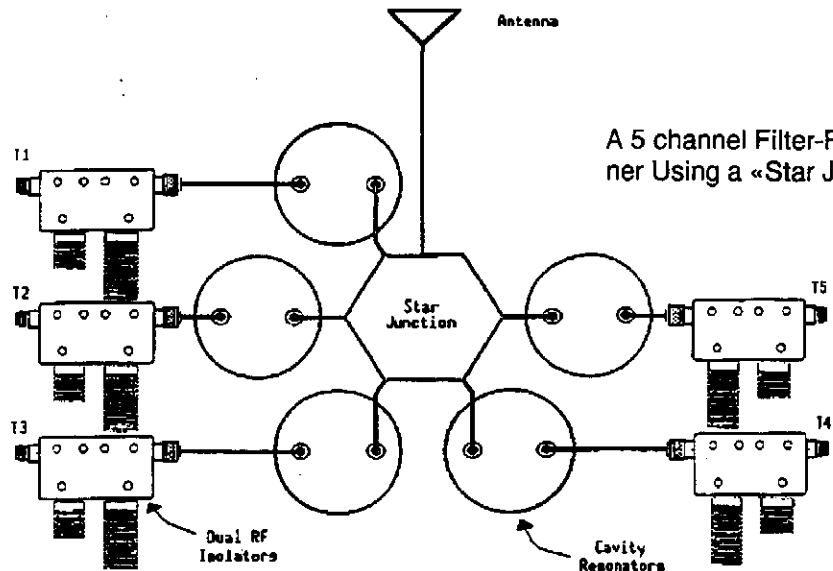 Antenna
A 5 channel Filter-F
ner Using a «Star J
T1
T2
T3
Star
Junction
T5
T4
Dual RF
Isolators
Cavity
Resonators